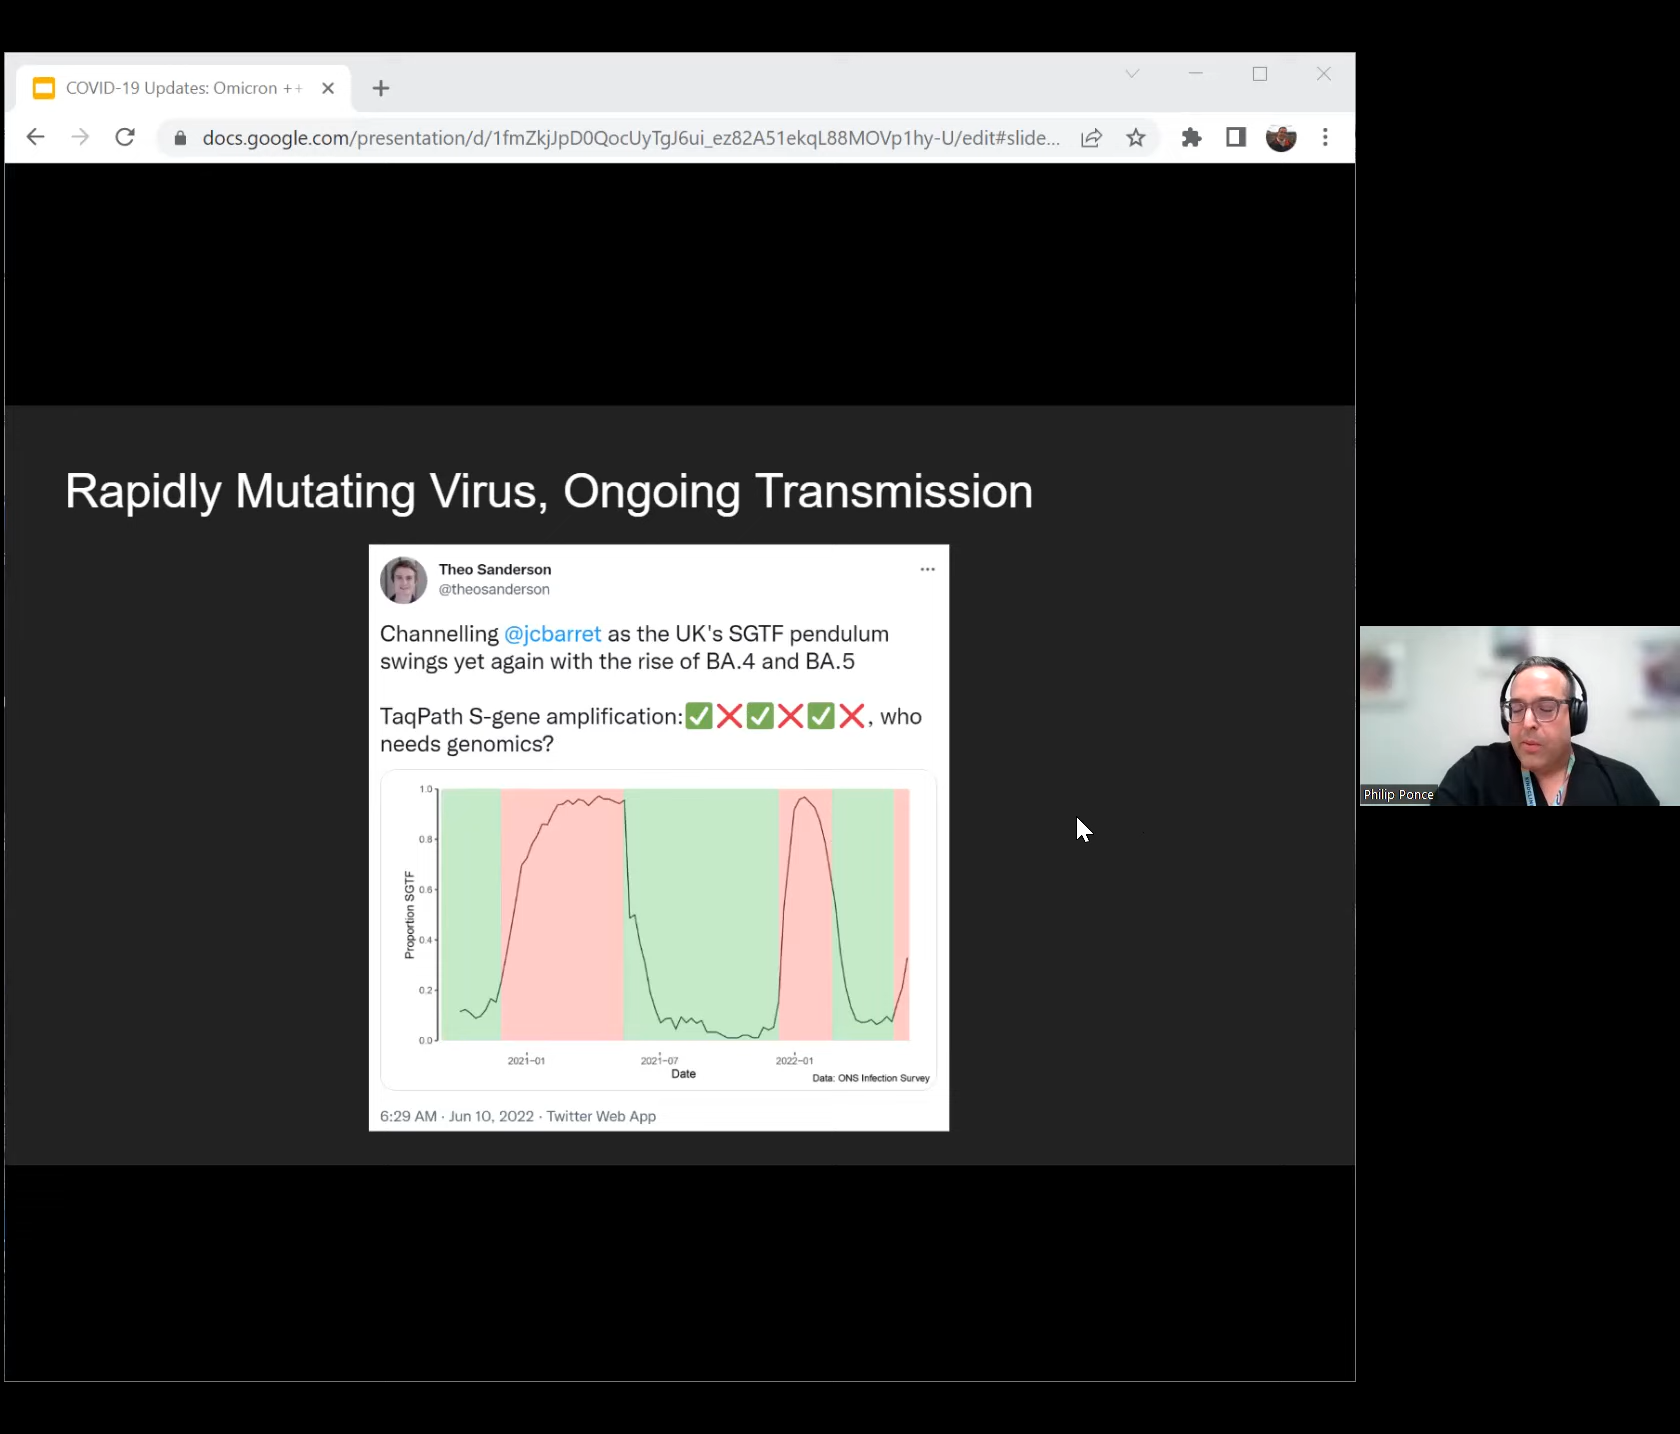 COVID-19 Updates: Omicron ++
docs.google.com/presentation/d/1fmZkjJpD0QocUyTgJ6ui_ez82A51ekqL88MOVp1hy-U/edit#slide...
Rapidly Mutating Virus, Ongoing Transmission
Theo Sanderson
@theosanderson
Channelling @jcbarret as the UK's SGTF pendulum
swings yet again with the rise of BA.4 and BA.5
TaqPath S-gene amplification:✅❌✅❌✅❌, who
needs genomics?
1.0
0.8
0.6
0.4
0.2
0.0
Proportion SGTF
2021-01
2021-07
2022-01
Date
Data: ONS Infection Survey
6:29 AM · Jun 10, 2022 · Twitter Web App
Philip Ponce